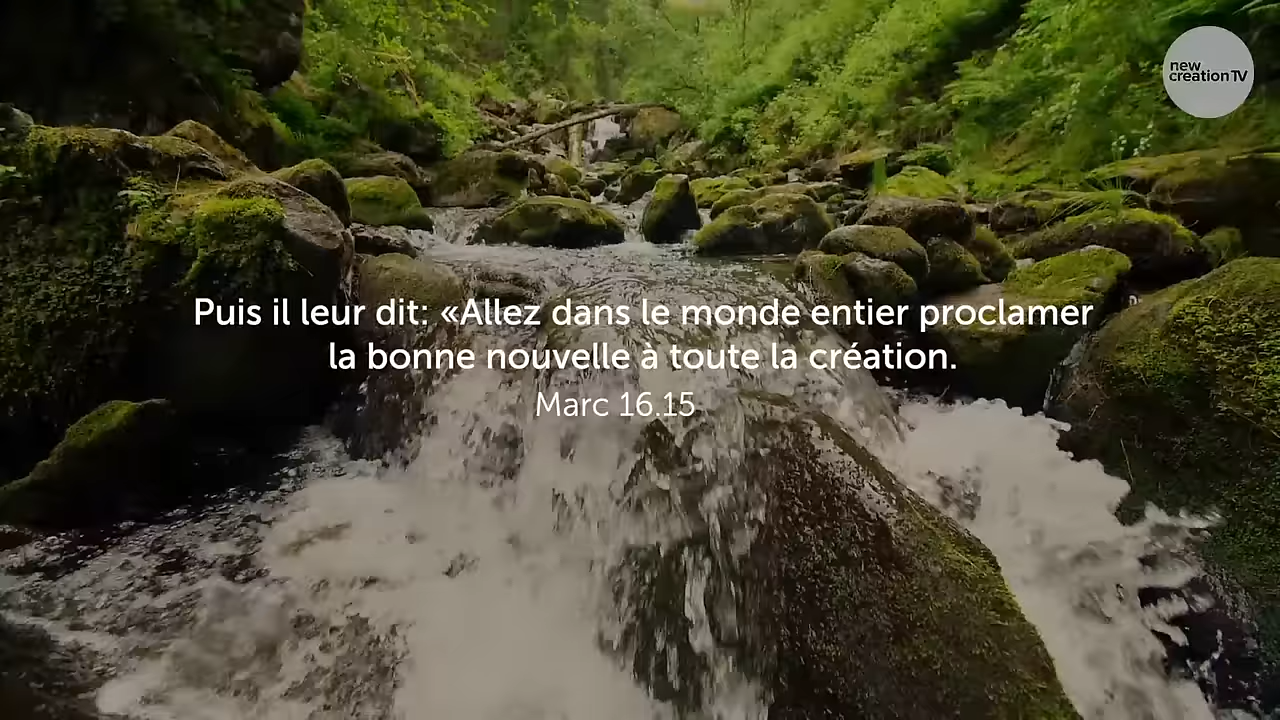 new
creation TV
Puis il leur dit: «Allez dans le monde entier proclamer
la bonne nouvelle à toute la création.
Marc 16.15